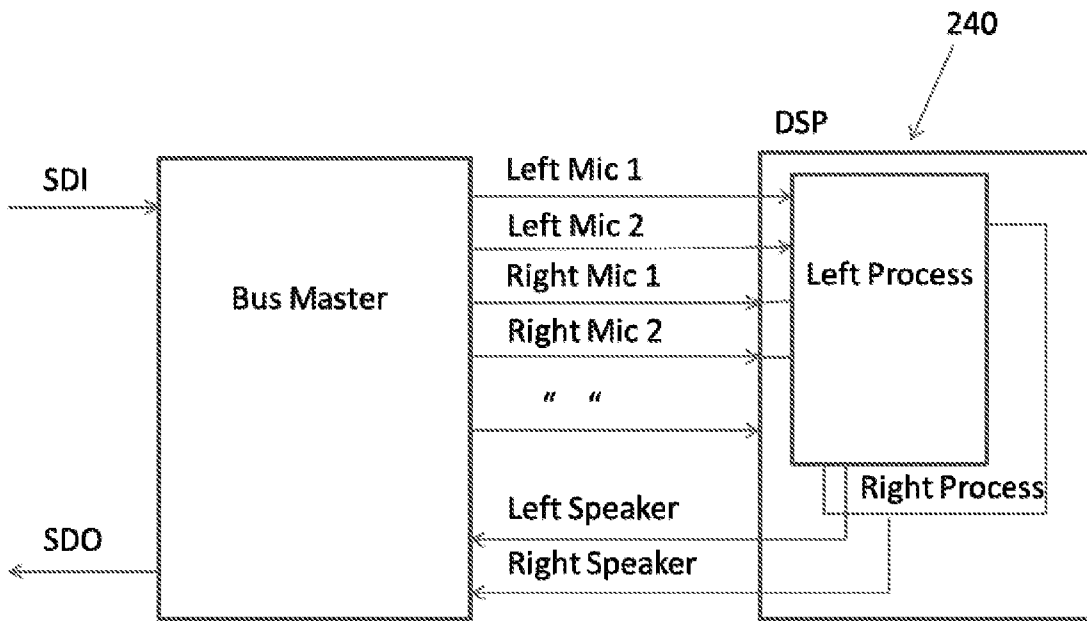 240
DSP
SDI
Left Mic 1
Left Mic 2
Left Process
Right Mic 1
Bus Master
Right Mic 2
" "
Right Process
Left Speaker
SDO
Right Speaker